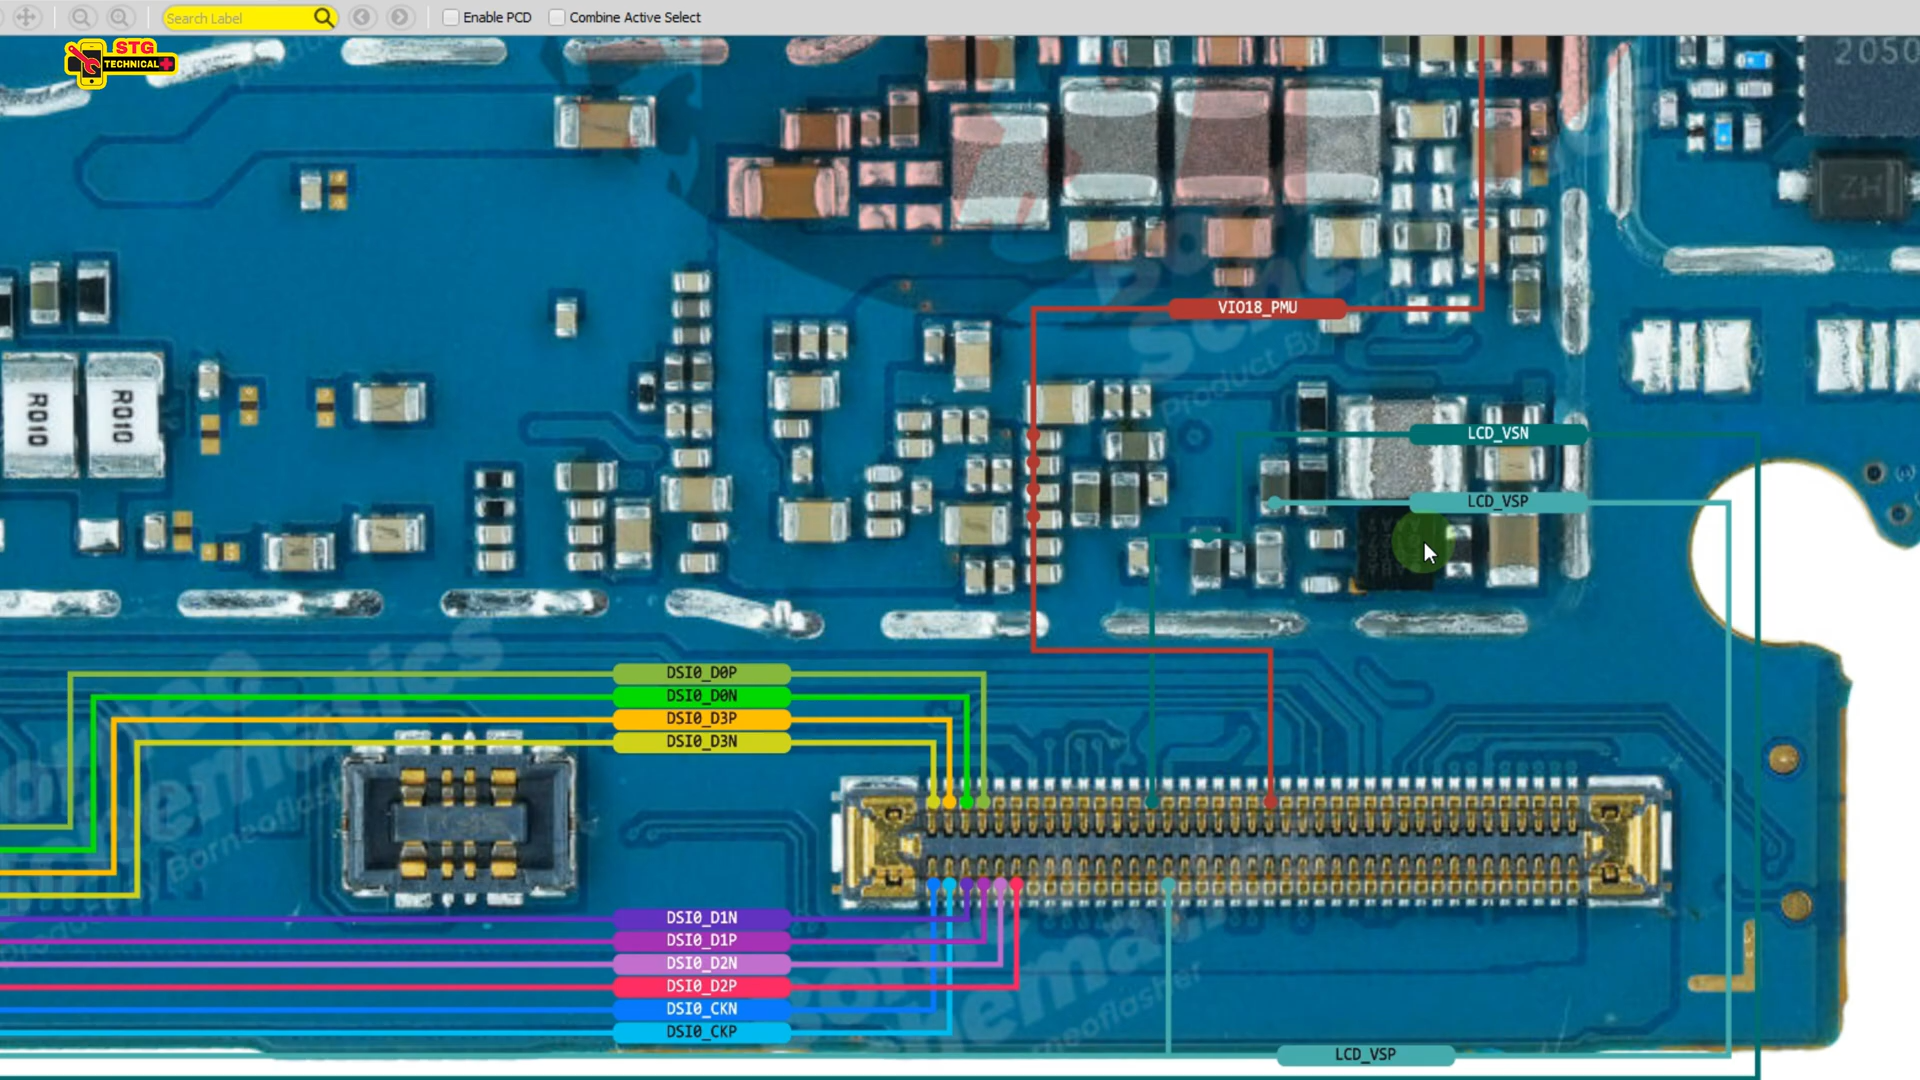 Search Label
Enable PCD
Combine Active Select
STG
TECHNICAL+
2050
ZH
VIO18_PMU
R010
R010
LCD_VSN
LCD_VSP
DSI0_D0P
DSI0_D0N
DSI0_D3P
DSI0_D3N
DSI0_D1N
DSI0_D1P
DSI0_D2N
DSI0_D2P
DSI0_CKN
DSI0_CKP
LCD_VSP